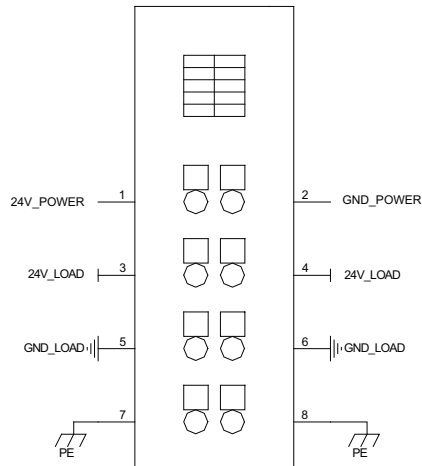 24V_POWER 1 2 GND_POWER
24V_LOAD 3 4 24V_LOAD
GND_LOAD 5 6 GND_LOAD
7 8
PE PE